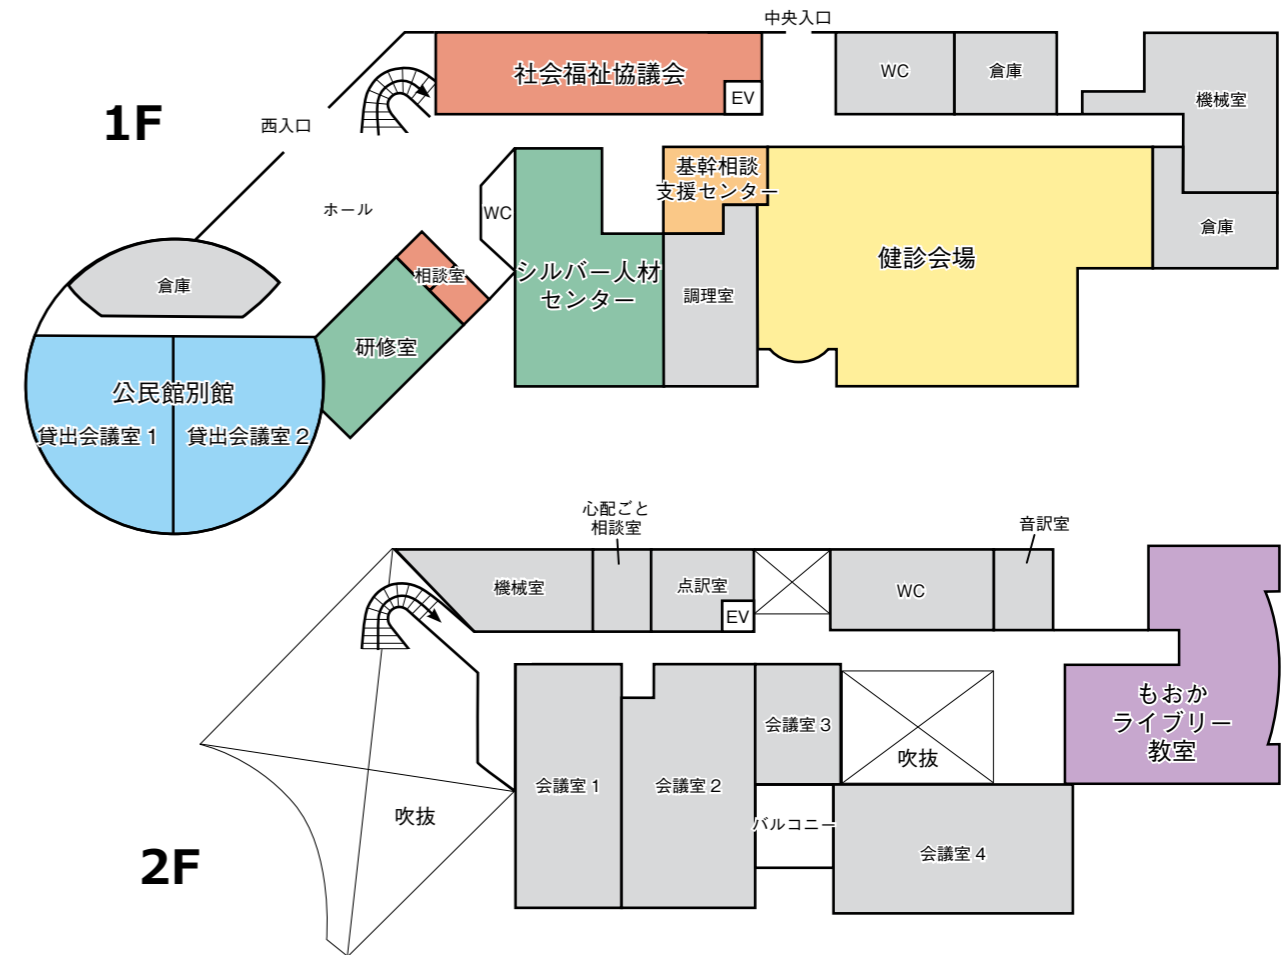 中央入口
1F
社会福祉協議会
EV
WC
倉庫
機械室
西入口
ホール
WC
シルバー人材
センター
基幹相談
支援センター
調理室
健診会場
倉庫
倉庫
相談室
研修室
公民館別館
貸出会議室1
貸出会議室2
2F
心配ごと
相談室
音訳室
機械室
点訳室
EV
WC
会議室1
会議室2
会議室3
吹抜
もおか
ライブリー
教室
吹抜
バルコニー
会議室4